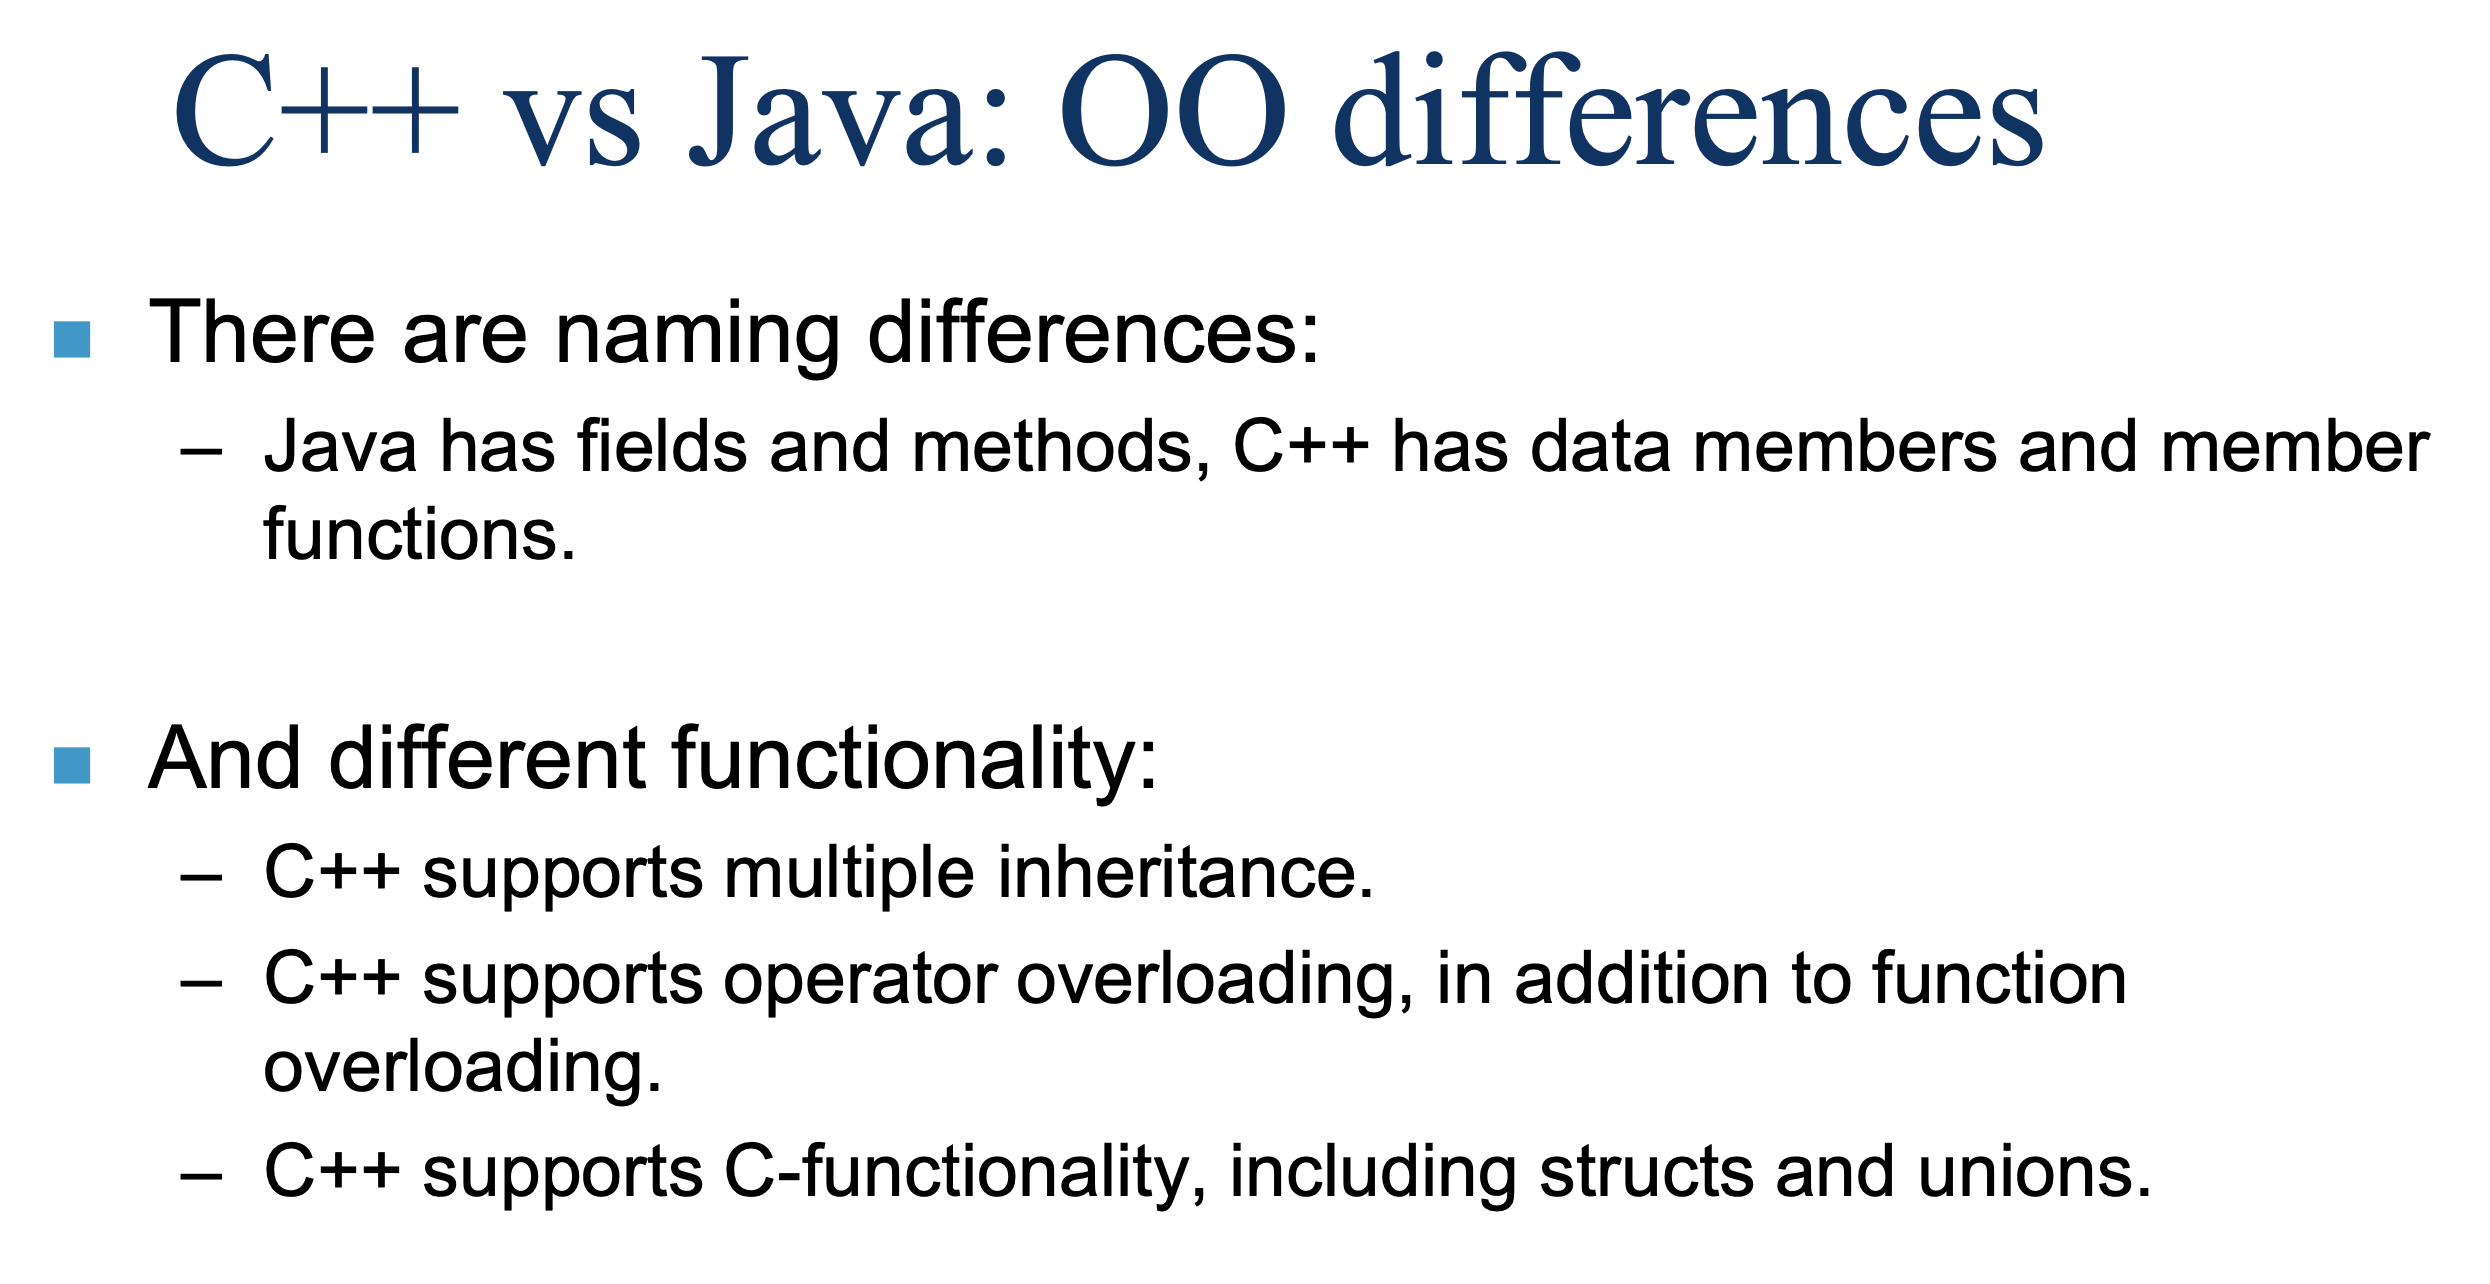 C++ vs Java: OO differences
■ There are naming differences:
– Java has fields and methods, C++ has data members and member
functions.
■ And different functionality:
– C++ supports multiple inheritance.
– C++ supports operator overloading, in addition to function
overloading.
– C++ supports C-functionality, including structs and unions.